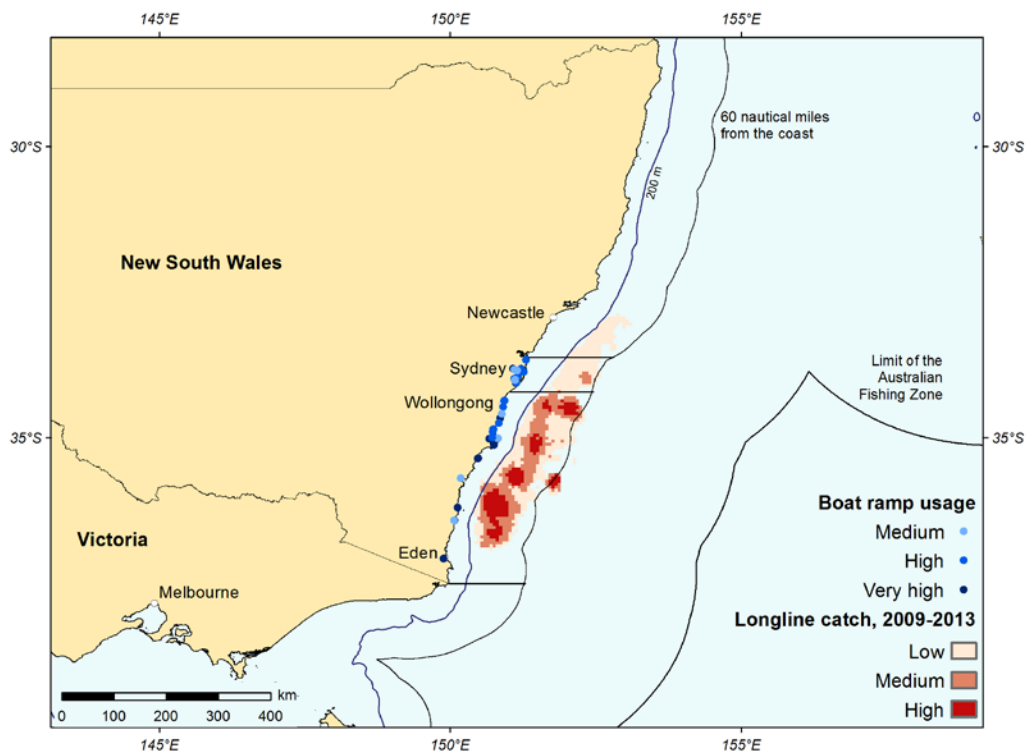 145°E 150°E 155°E
60 nautical miles
from the coast
30°S 30°S
200 m
New South Wales
Newcastle
Sydney
Limit of the
Australian
Fishing Zone
Wollongong
35°S 35°S
Boat ramp usage
Medium
Victoria
Eden
High
Melbourne
Very high
Longline catch, 2009-2013
Low
Medium
km
High
0 100 200 300 400
145°E 150°E 155°E